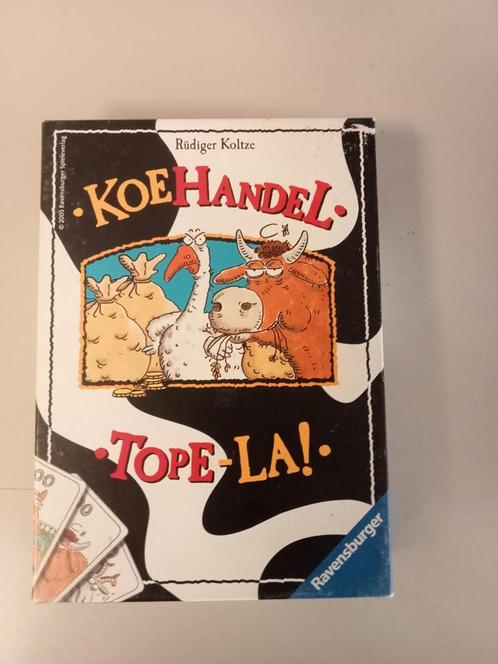 Rüdiger Koltze
© 2005 Ravensburger Spieleverlag
·KOEHANDEL·
·TOPE-LA!·
Ravensburger